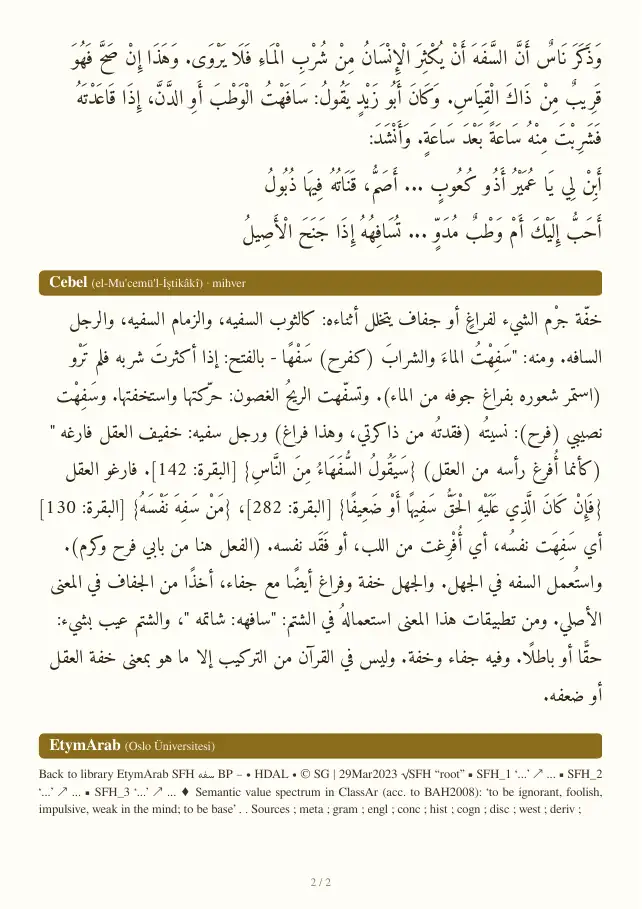 وَذَكَرَ نَاسٌ أَنَّ السَّفَهَ أَنْ يُكْثِرَ الْإِنْسَانُ مِنْ شُرْبِ الْمَاءِ فَلَا يَرْوَى. وَهَذَا إِنْ صَحَّ فَهُوَ
قَرِيبٌ مِنْ ذَاكَ الْقِيَاسِ. وَكَانَ أَبُو زَيْدٍ يَقُولُ: سَافَهْتُ الْوَطْبَ أَوِ الدَّنَّ، إِذَا قَاعَدْتَهُ
فَشَرِبْتَ مِنْهُ سَاعَةً بَعْدَ سَاعَةٍ. وَأَنْشَدَ:
أَبِنْ لِي يَا عُمَيْرُ أَذُو كُعُوبٍ ... أَصَمُّ، قَنَاتُهُ فِيهَا ذُبُولُ
أَحَبُّ إِلَيْكَ أَمْ وَطْبٌ مُدَوٍّ ... تُسَافِهُهُ إِذَا جَنَحَ الْأَصِيلُ
Cebel (el-Mu'cemü'l-İştikâkî) · mihver
خفّة جرْم الشيء لفراغٍ أو جفاف يتخلل أثناءه: كالثوب السفيه، والزمام السفيه، والرجل
السافه. ومنه: "سَفِهْتُ الماءَ والشرابَ (كفرح) سَفْهًا - بالفتح: إذا أكثرتَ شربه فلم تَرْو
(استمر شعوره بفراغ جوفه من الماء). وتسفّهت الريحُ الغصون: حرّكتها واستخفتها. وسَفِهْت
نصيبي (فرح): نسيتُه (فقدتُه من ذاكرتي، وهذا فراغ) ورجل سفيه: خفيف العقل فارغه "
(كأنما أُفرغ رأسه من العقل) {سَيَقُولُ السُّفَهَاءُ مِنَ النَّاسِ} [البقرة: 142]. فارغو العقل
{فَإِنْ كَانَ الَّذِي عَلَيْهِ الْحَقُّ سَفِيهًا أَوْ ضَعِيفًا} [البقرة: 282]، {مَنْ سَفِهَ نَفْسَهُ} [البقرة: 130]
أي سَفِهَت نفسُه، أي أُفْرِغت من اللب، أو فَقَد نفسه. (الفعل هنا من بابي فرح وكرم).
واستُعمل السفه في الجهل. والجهل خفة وفراغ أيضًا مع جفاء، أخذًا من الجفاف في المعنى
الأصلي. ومن تطبيقات هذا المعنى استعمالهُ في الشتم: "سافهه: شاتمه "، والشتم عيب بشيء:
حقًّا أو باطلًا. وفيه جفاء وخفة. وليس في القرآن من التركيب إلا ما هو بمعنى خفة العقل
أو ضعفه.
EtymArab (Oslo Üniversitesi)
Back to library EtymArab SFH سفه BP – • HDAL • © SG | 29Mar2023 √SFH “root” ▪ SFH_1 ‘...’ ↗ ... ▪ SFH_2
‘...’ ↗ ... ▪ SFH_3 ‘...’ ↗ ... ♦ Semantic value spectrum in ClassAr (acc. to BAH2008): ‘to be ignorant, foolish,
impulsive, weak in the mind; to be base’ . . Sources ; meta ; gram ; engl ; conc ; hist ; cogn ; disc ; west ; deriv ;
2 / 2